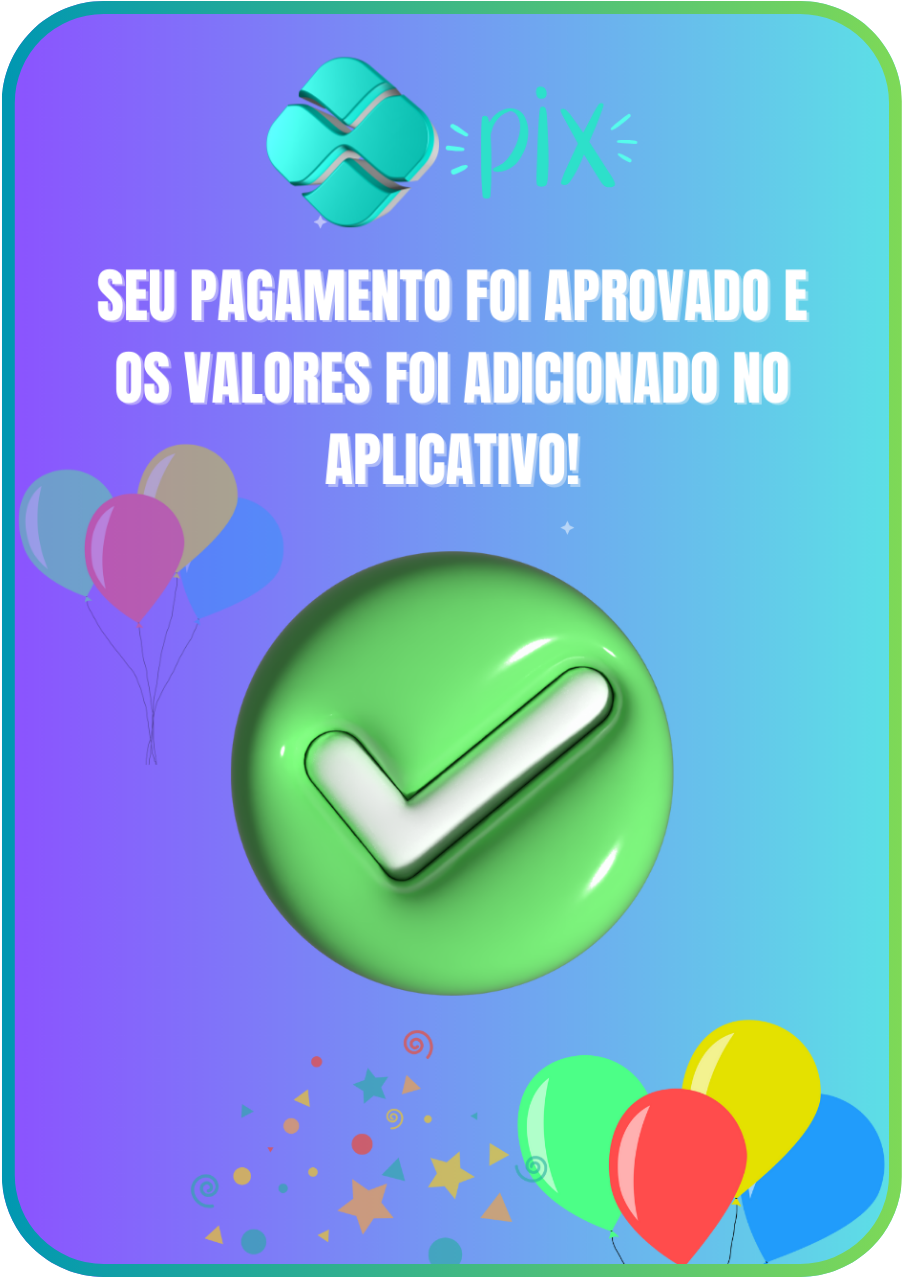 pix
SEU PAGAMENTO FOI APROVADO E
OS VALORES FOI ADICIONADO NO
APLICATIVO!